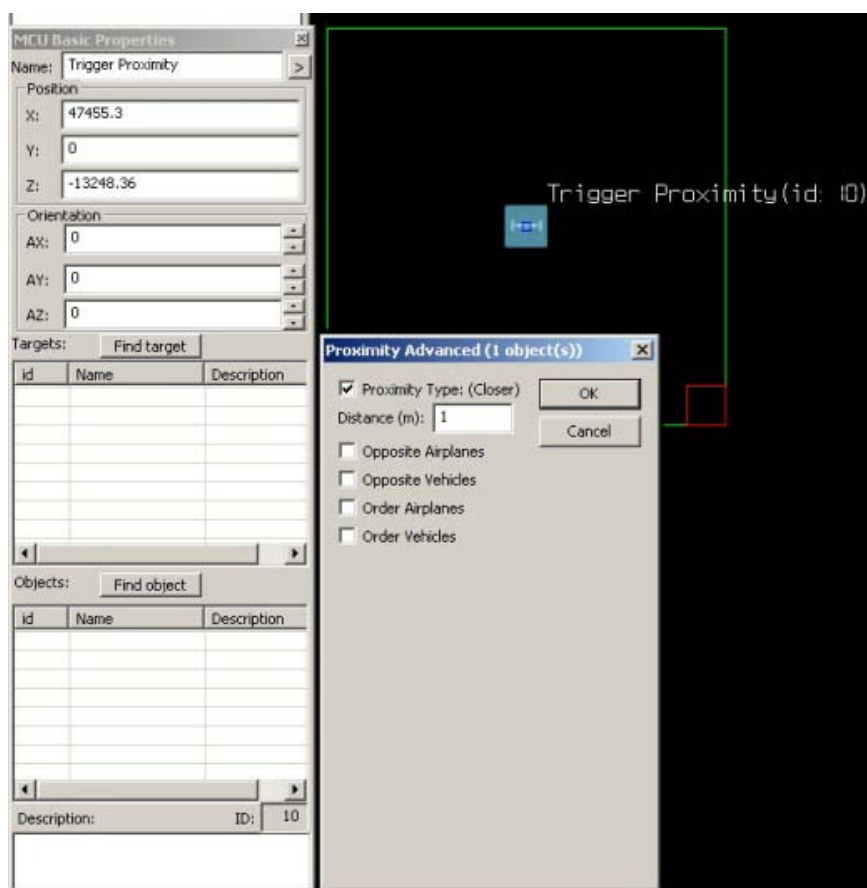 MCU Basic Properties
Name: Trigger Proximity >
Position
X: 47455.3
Y: 0
Z: -13248.36
Orientation
AX: 0
AY: 0
AZ: 0
Targets: Find target
id Name Description
Objects: Find object
id Name Description
Description: ID: 10
Trigger Proximity(id: 10)
Proximity Advanced (1 object(s))
Proximity Type: (Closer) OK
Distance (m): 1 Cancel
Opposite Airplanes
Opposite Vehicles
Order Airplanes
Order Vehicles